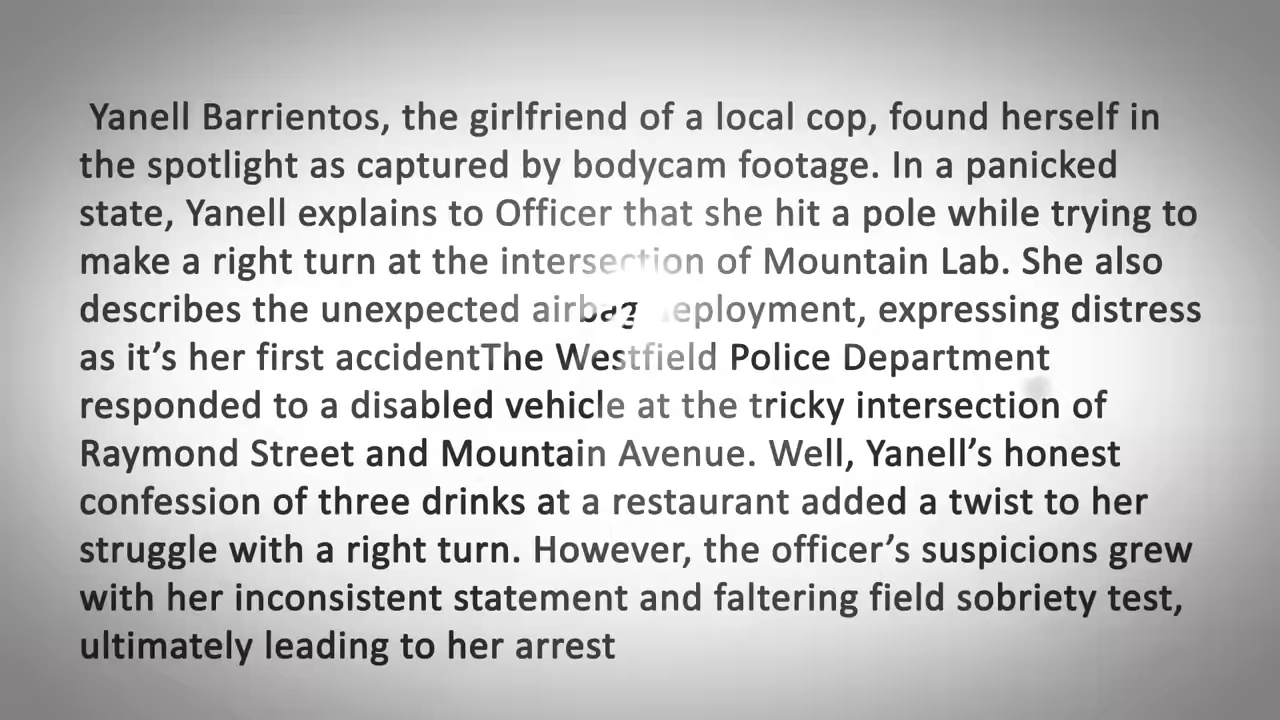 Yanell Barrientos, the girlfriend of a local cop, found herself in
the spotlight as captured by bodycam footage. In a panicked
state, Yanell explains to Officer that she hit a pole while trying to
make a right turn at the intersection of Mountain Lab. She also
describes the unexpected airbag deployment, expressing distress
as it’s her first accidentThe Westfield Police Department
responded to a disabled vehicle at the tricky intersection of
Raymond Street and Mountain Avenue. Well, Yanell’s honest
confession of three drinks at a restaurant added a twist to her
struggle with a right turn. However, the officer’s suspicions grew
with her inconsistent statement and faltering field sobriety test,
ultimately leading to her arrest